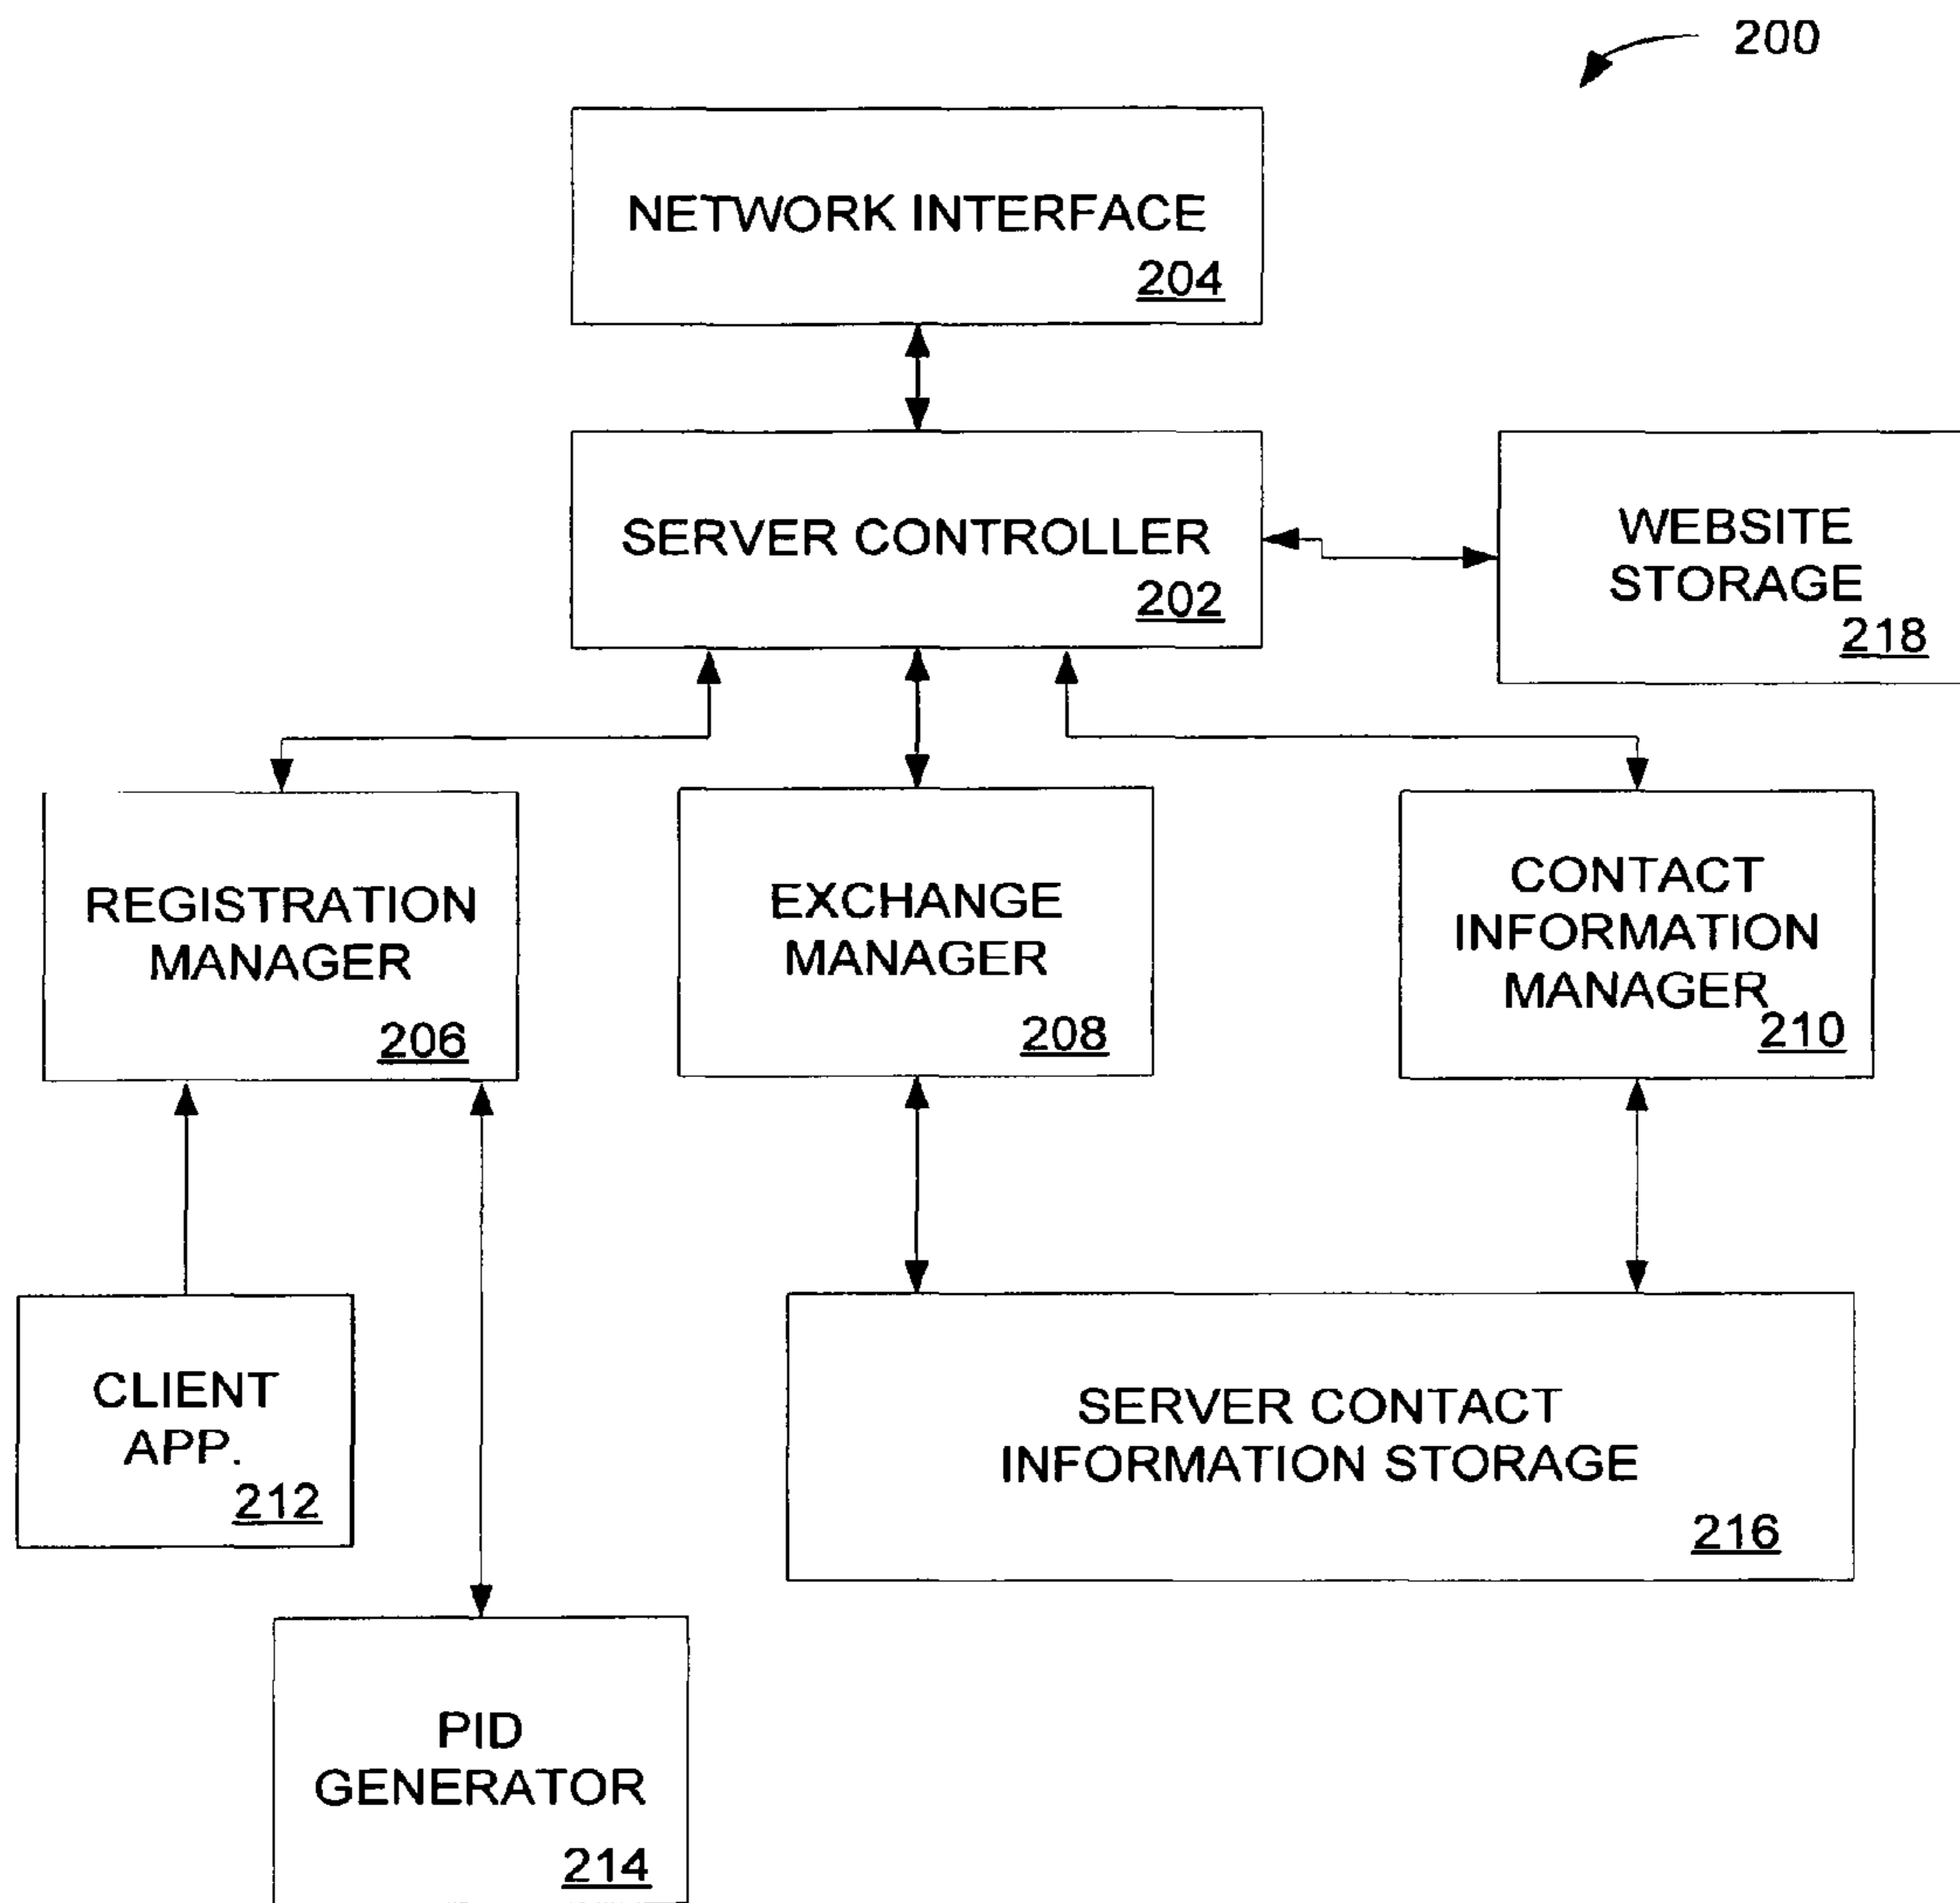 200
NETWORK INTERFACE
204
SERVER CONTROLLER
202
WEBSITE
STORAGE
218
REGISTRATION
MANAGER
206
EXCHANGE
MANAGER
208
CONTACT
INFORMATION
MANAGER
210
CLIENT
APP.
212
SERVER CONTACT
INFORMATION STORAGE
216
PID
GENERATOR
214